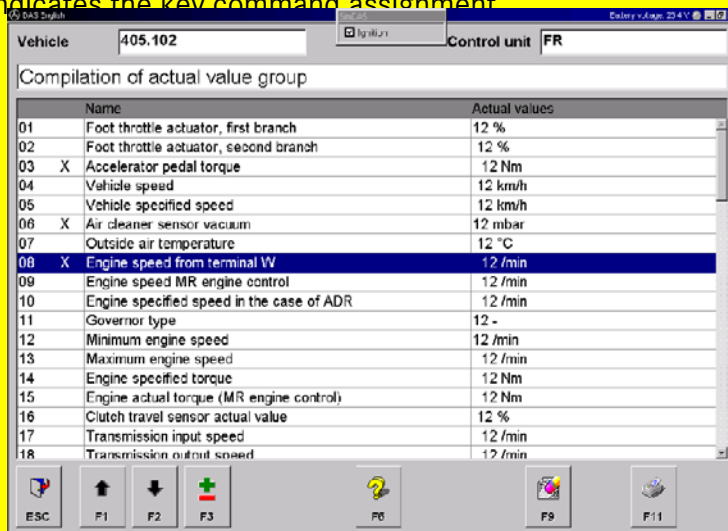 ndicates the key command assignment
DAS English
SimDAS
Battery voltage: 23.4 V
Ignition
Vehicle 405.102 Control unit FR
Compilation of actual value group
Name Actual values
01 Foot throttle actuator, first branch 12 %
02 Foot throttle actuator, second branch 12 %
03 X Accelerator pedal torque 12 Nm
04 Vehicle speed 12 km/h
05 Vehicle specified speed 12 km/h
06 X Air cleaner sensor vacuum 12 mbar
07 Outside air temperature 12 °C
08 X Engine speed from terminal W 12 /min
09 Engine speed MR engine control 12 /min
10 Engine specified speed in the case of ADR 12 /min
11 Governor type 12 -
12 Minimum engine speed 12 /min
13 Maximum engine speed 12 /min
14 Engine specified torque 12 Nm
15 Engine actual torque (MR engine control) 12 Nm
16 Clutch travel sensor actual value 12 %
17 Transmission input speed 12 /min
18 Transmission output speed 12 /min
ESC F1 F2 F3 F6 F9 F11